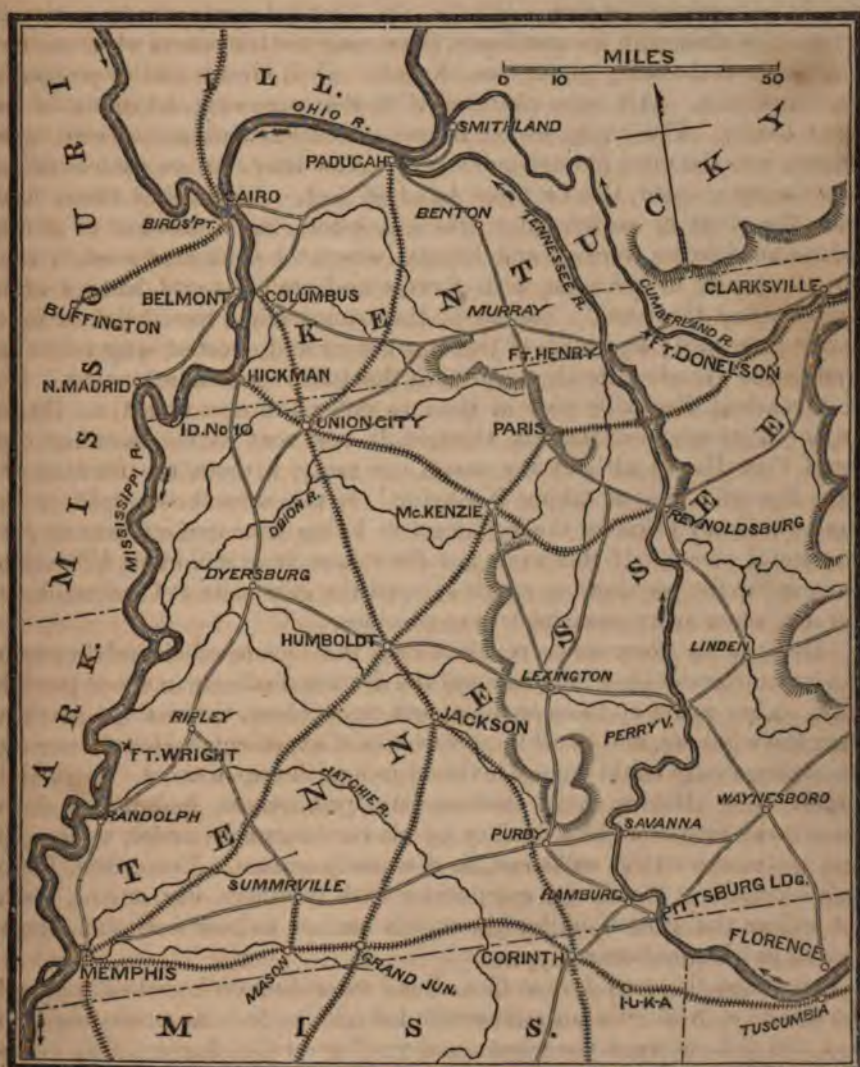 MILES
0 10 50
ILL.
OHIO R.
SMITHLAND
PADUCAH
KENTUCKY
MISSOURI
CAIRO
BIRDS' PT.
BENTON
TENNESSEE R.
BELMONT
COLUMBUS
BUFFINGTON
CUMBERLAND R.
CLARKSVILLE
MURRAY
FT. HENRY
FT. DONELSON
N. MADRID
HICKMAN
ID. No 10
UNION CITY
PARIS
MISSISSIPPI R.
OBION R.
Mc. KENZIE
REYNOLDSBURG
DYERSBURG
HUMBOLDT
LINDEN
LEXINGTON
ARK.
RIPLEY
JACKSON
PERRY V.
FT. WRIGHT
TENNESSEE
RANDOLPH
HATCHIE R.
WAYNESBORO
PURDY
SAVANNA
SUMMRVILLE
HAMBURG
PITTSBURG LDG.
MEMPHIS
MASON
GRAND JUN.
CORINTH
FLORENCE
I-U-K-A
TUSCUMBIA
MISS.